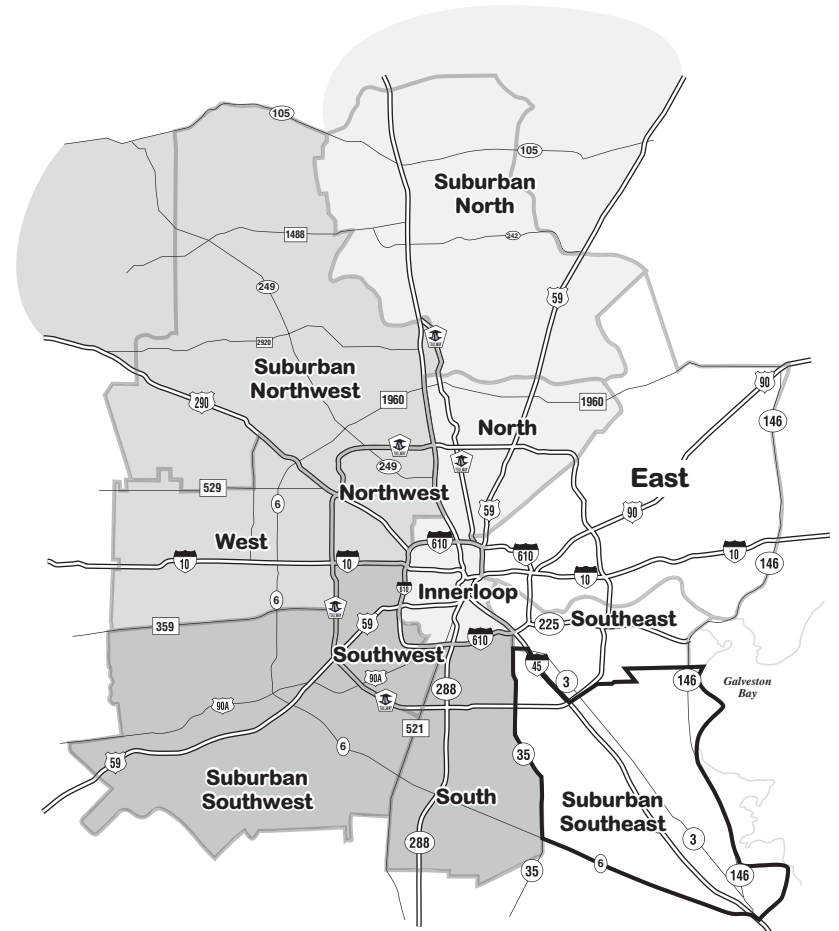 105
105
Suburban
North
1488
242
249
59
2920
Suburban
Northwest
90
1960
1960
290
146
North
249
East
529
Northwest
6
59
90
West
610
610
10
10
10
10
146
610
Innerloop
6
359
59
225
Southeast
610
Southwest
45
90A
3
146
Galveston
Bay
288
90A
521
6
35
59
Suburban
Southwest
South
Suburban
Southeast
3
288
6
35
146